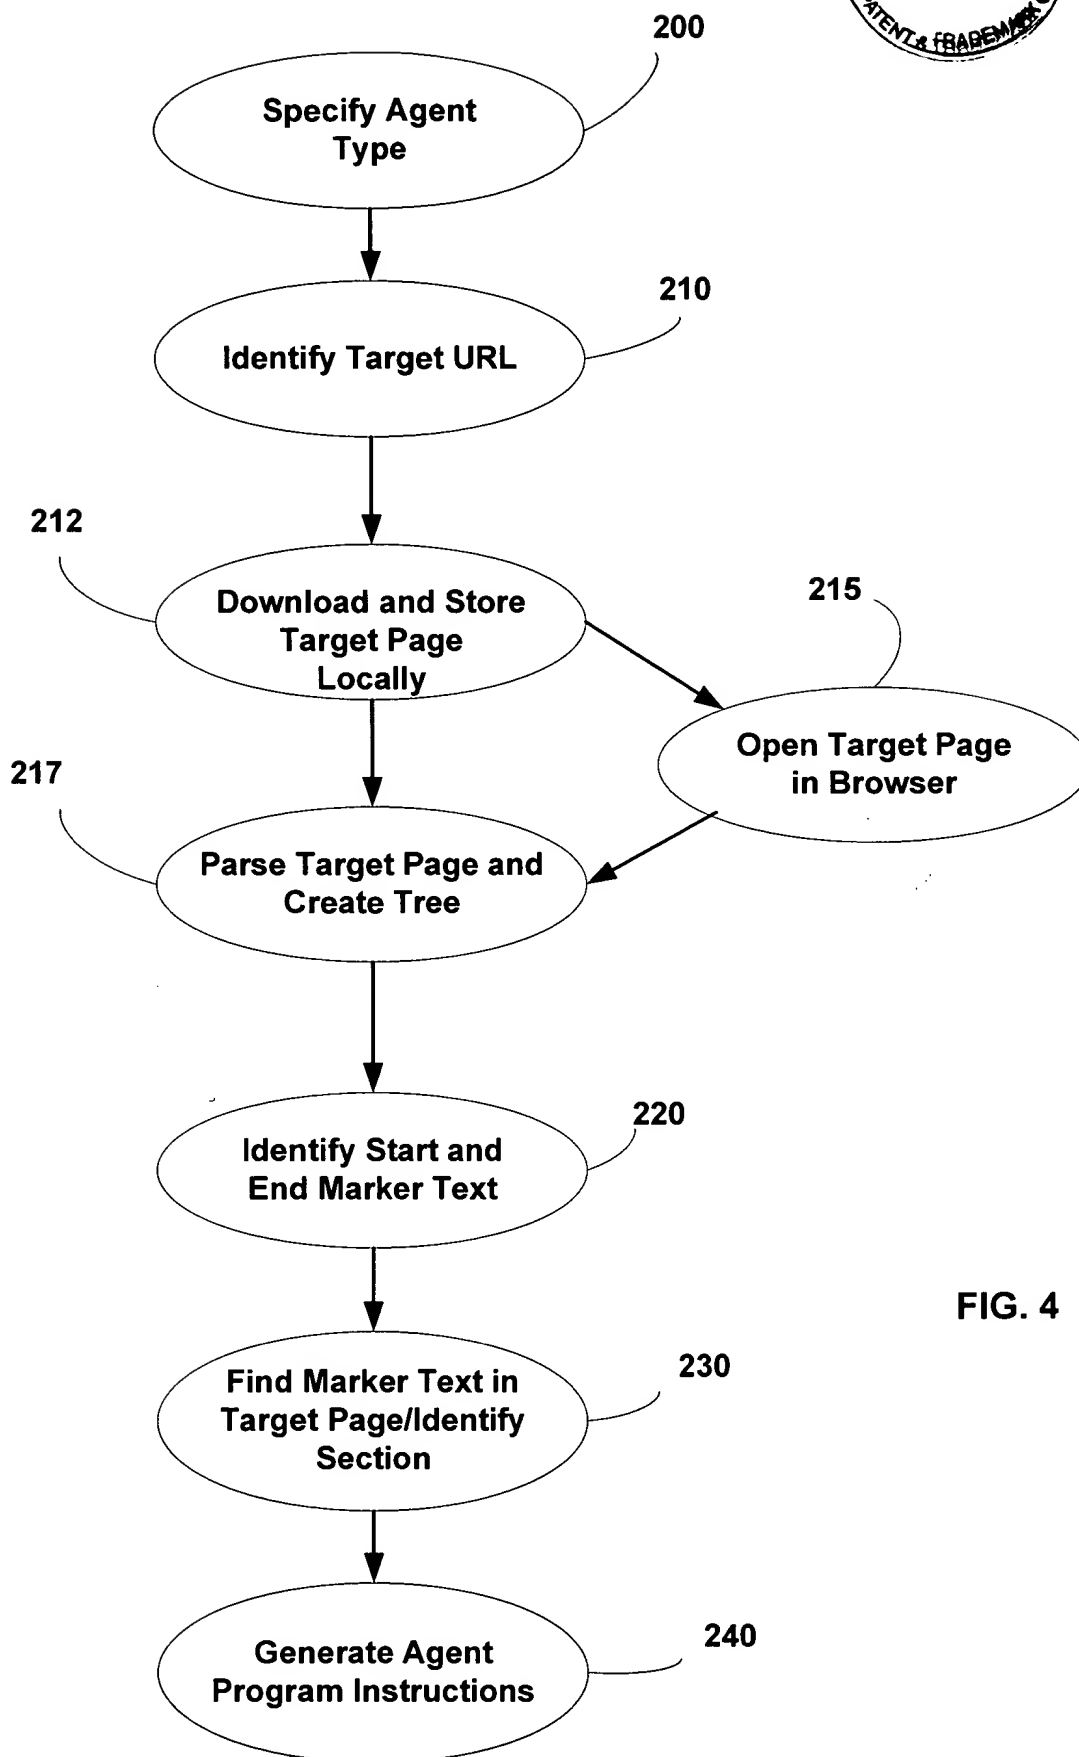 PATENT & TRADEMARK
200
Specify Agent
Type
210
Identify Target URL
212
Download and Store
Target Page
Locally
215
Open Target Page
in Browser
217
Parse Target Page and
Create Tree
220
Identify Start and
End Marker Text
FIG. 4
230
Find Marker Text in
Target Page/Identify
Section
240
Generate Agent
Program Instructions